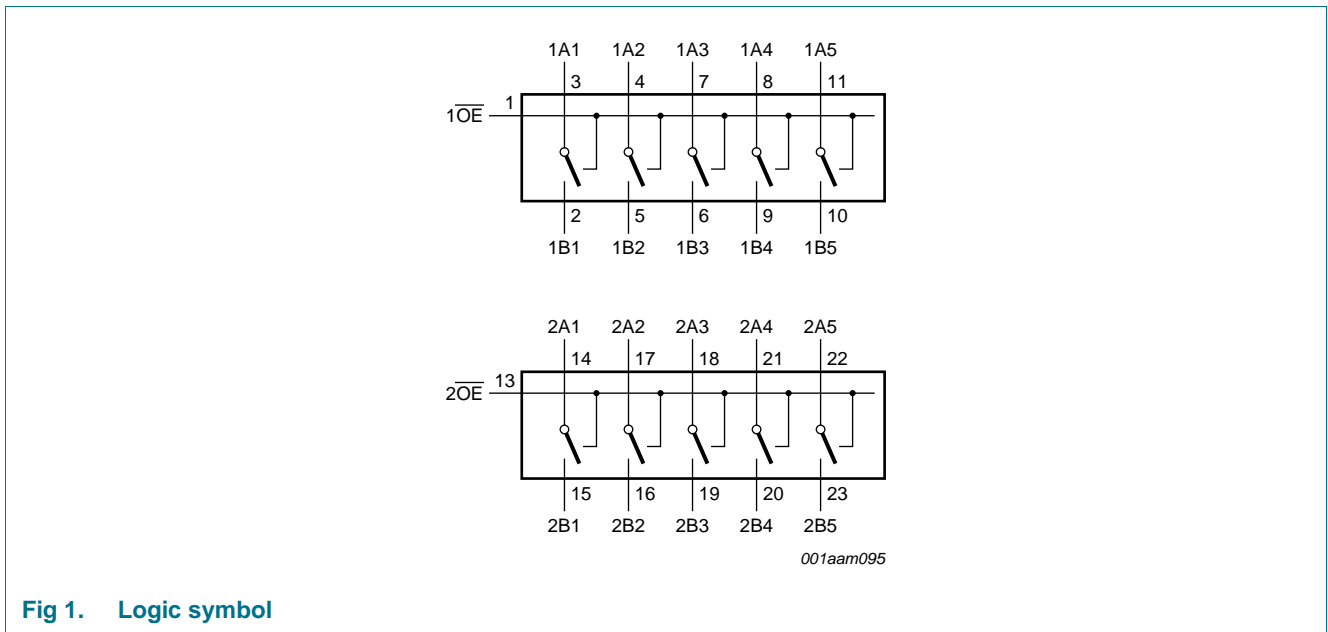 1A1 1A2 1A3 1A4 1A5
3 4 7 8 11
1
1O̅E̅
2 5 6 9 10
1B1 1B2 1B3 1B4 1B5
2A1 2A2 2A3 2A4 2A5
14 17 18 21 22
13
2O̅E̅
15 16 19 20 23
2B1 2B2 2B3 2B4 2B5
001aam095
Fig 1. Logic symbol